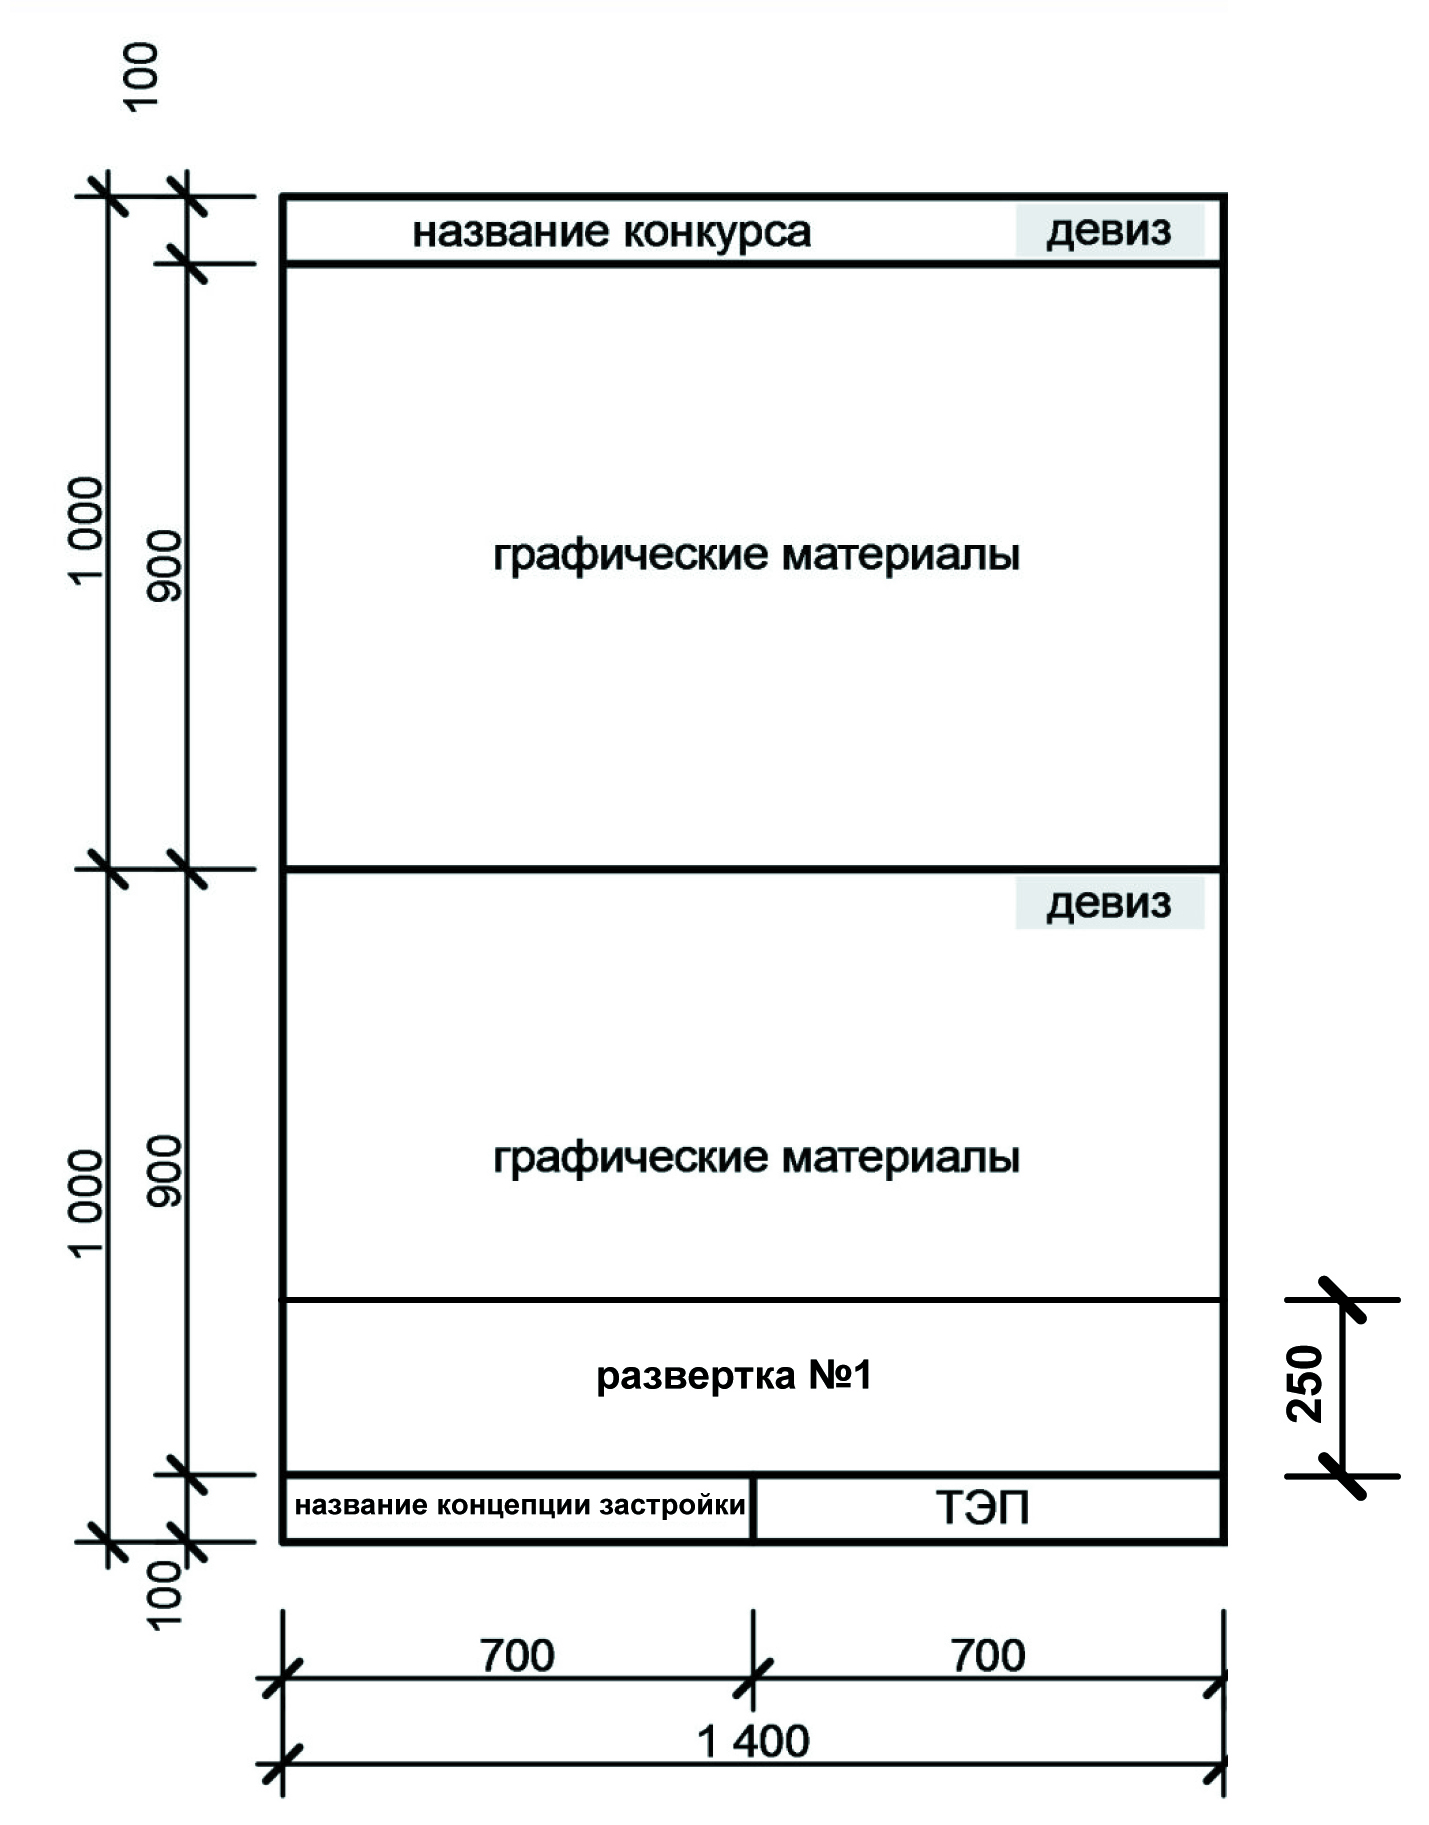 100
название конкурса
девиз
1 000
900
графические материалы
девиз
1 000
900
графические материалы
250
развертка №1
название концепции застройки
ТЭП
100
700
700
1 400